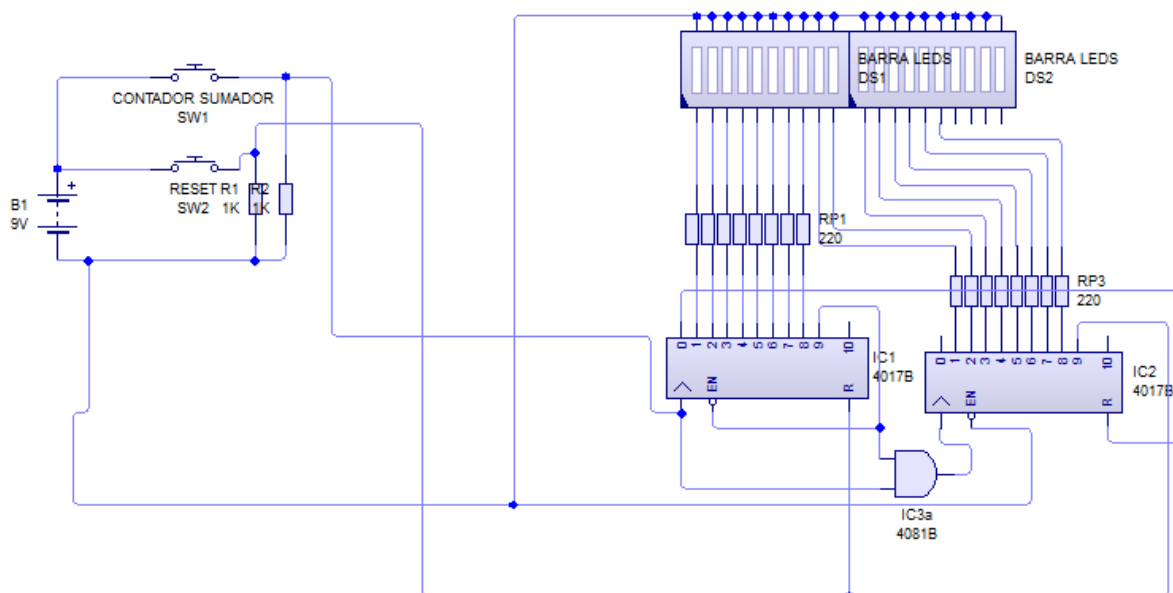 BARRA LEDS
DS1
BARRA LEDS
DS2
CONTADOR SUMADOR
SW1
RESET
SW2
R1
1K
R2
1K
B1
9V
+
RP1
220
RP3
220
0 1 2 3 4 5 6 7 8 9 10
EN R
IC1
4017B
0 1 2 3 4 5 6 7 8 9 10
EN R
IC2
4017B
IC3a
4081B